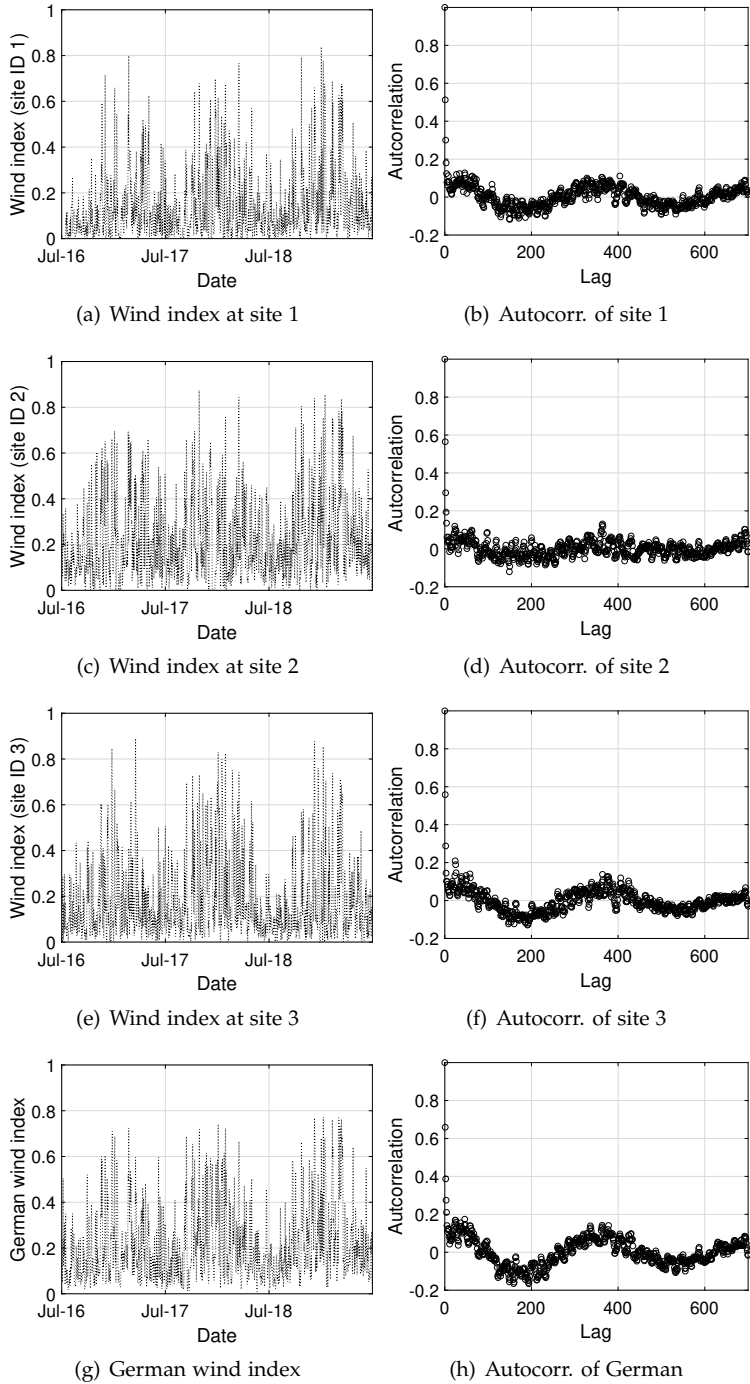 1
0.8
0.6
0.4
0.2
0
Wind index (site ID 1)
Jul-16 Jul-17 Jul-18
Date
(a) Wind index at site 1
1
0.8
0.6
0.4
0.2
0
-0.2
Autcorrelation
0 200 400 600
Lag
(b) Autocorr. of site 1
1
0.8
0.6
0.4
0.2
0
Wind index (site ID 2)
Jul-16 Jul-17 Jul-18
Date
(c) Wind index at site 2
0.8
0.6
0.4
0.2
0
-0.2
Autcorrelation
0 200 400 600
Lag
(d) Autocorr. of site 2
1
0.8
0.6
0.4
0.2
0
Wind index (site ID 3)
Jul-16 Jul-17 Jul-18
Date
(e) Wind index at site 3
0.8
0.6
0.4
0.2
0
-0.2
Autcorrelation
0 200 400 600
Lag
(f) Autocorr. of site 3
1
0.8
0.6
0.4
0.2
0
German wind index
Jul-16 Jul-17 Jul-18
Date
(g) German wind index
0.8
0.6
0.4
0.2
0
-0.2
Autcorrelation
0 200 400 600
Lag
(h) Autocorr. of German